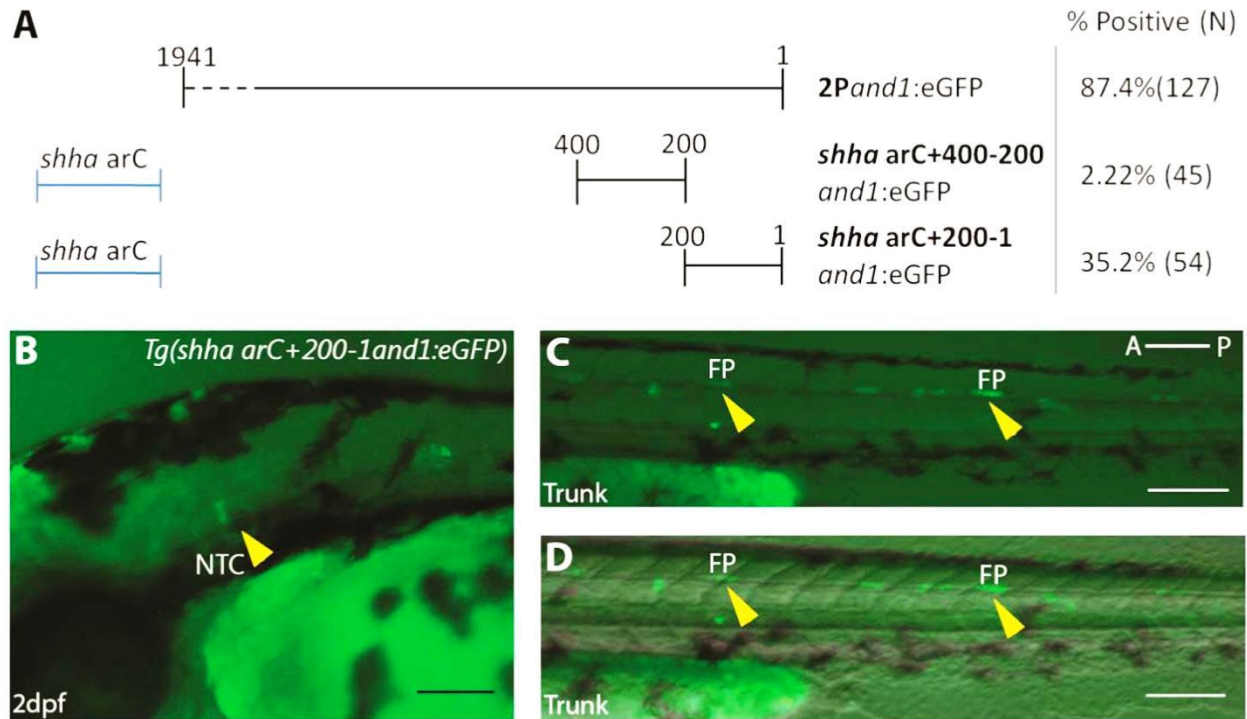 A
% Positive (N)
1941 1
2Pand1:eGFP 87.4%(127)
shha arC 400 200 shha arC+400-200
and1:eGFP 2.22% (45)
shha arC 200 1 shha arC+200-1
and1:eGFP 35.2% (54)
B Tg(shha arC+200-1and1:eGFP)
NTC
2dpf
C A P
FP FP
Trunk
D
FP FP
Trunk